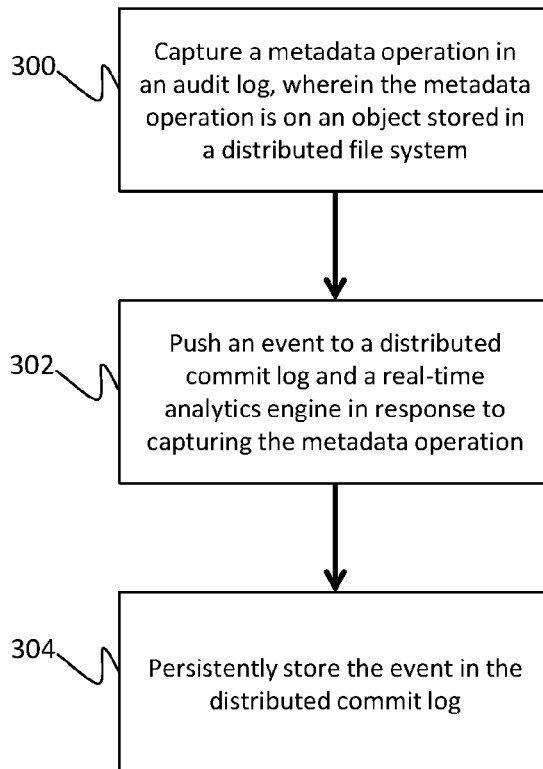 300
Capture a metadata operation in
an audit log, wherein the metadata
operation is on an object stored in
a distributed file system
302
Push an event to a distributed
commit log and a real-time
analytics engine in response to
capturing the metadata operation
304
Persistently store the event in the
distributed commit log